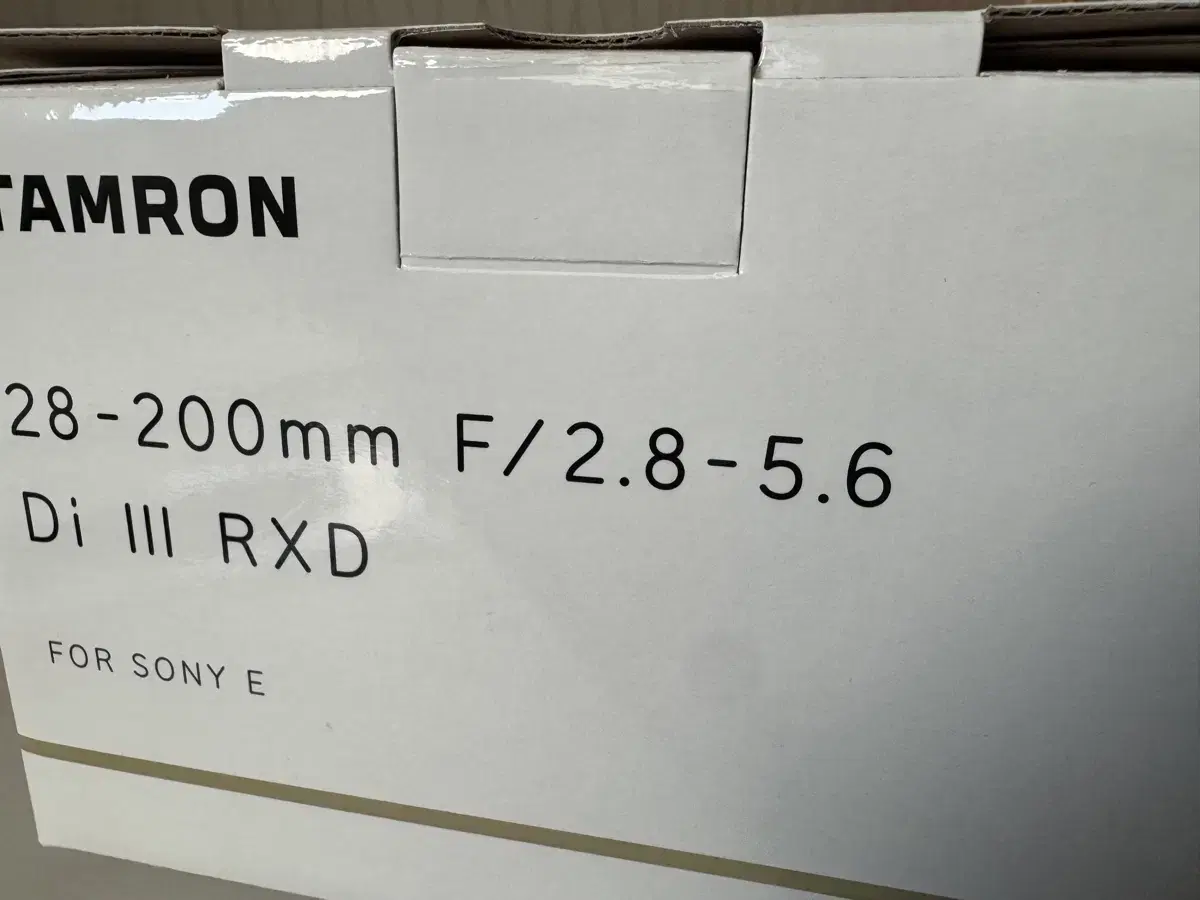 TAMRON
28-200mm F/2.8-5.6
Di III RXD
FOR SONY E